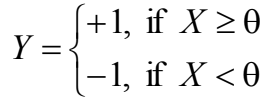 Y = { +1, if X ≥ θ
−1, if X < θ